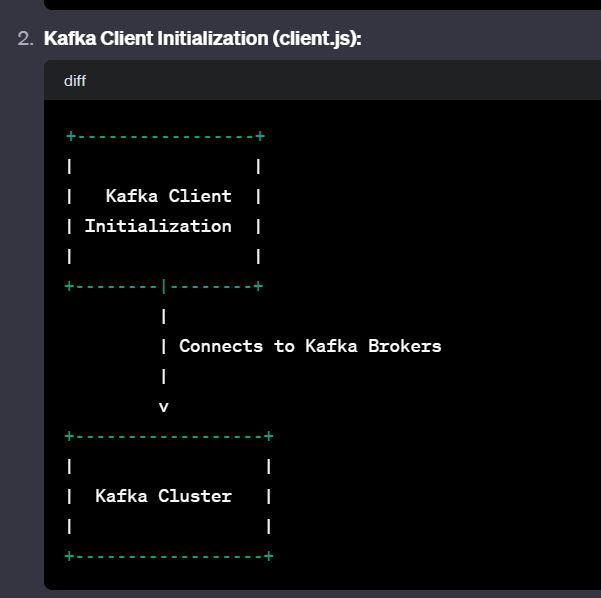 2. Kafka Client Initialization (client.js):
diff
+-----------------+
|                 |
|   Kafka Client  |
| Initialization  |
|                 |
+--------|--------+
         |
         | Connects to Kafka Brokers
         |
         v
+------------------+
|                  |
|  Kafka Cluster   |
|                  |
+------------------+